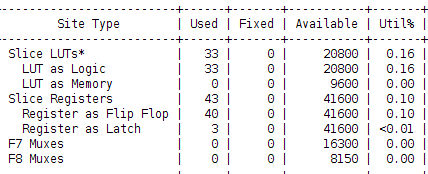 -------------------------+------+-------+-----------+-------+
Site Type | Used | Fixed | Available | Util% |
-------------------------+------+-------+-----------+-------+
Slice LUTs* | 33 | 0 | 20800 | 0.16 |
LUT as Logic | 33 | 0 | 20800 | 0.16 |
LUT as Memory | 0 | 0 | 9600 | 0.00 |
Slice Registers | 43 | 0 | 41600 | 0.10 |
Register as Flip Flop | 40 | 0 | 41600 | 0.10 |
Register as Latch | 3 | 0 | 41600 | <0.01 |
F7 Muxes | 0 | 0 | 16300 | 0.00 |
F8 Muxes | 0 | 0 | 8150 | 0.00 |